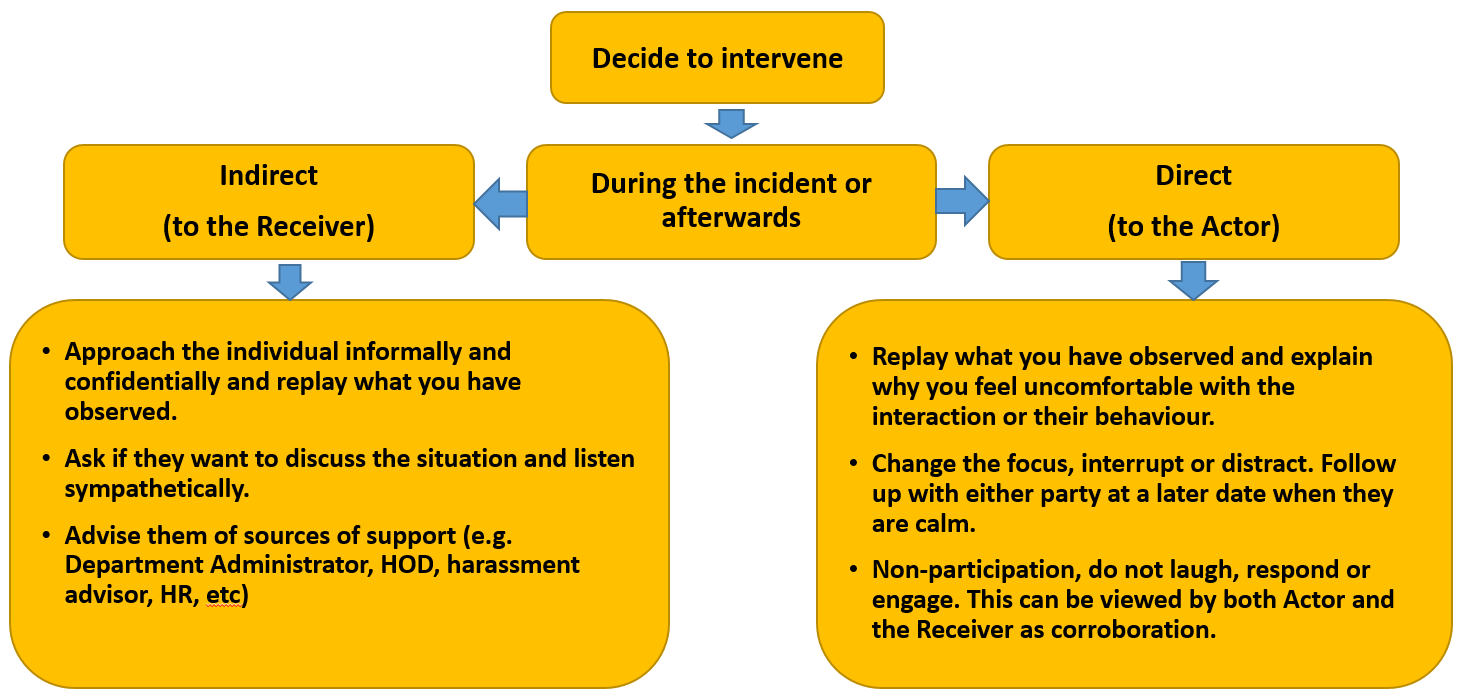 Decide to intervene
Indirect
(to the Receiver)
During the incident or
afterwards
Direct
(to the Actor)
• Approach the individual informally and
confidentially and replay what you have
observed.
• Ask if they want to discuss the situation and listen
sympathetically.
• Advise them of sources of support (e.g.
Department Administrator, HOD, harassment
advisor, HR, etc)
• Replay what you have observed and explain
why you feel uncomfortable with the
interaction or their behaviour.
• Change the focus, interrupt or distract. Follow
up with either party at a later date when they
are calm.
• Non-participation, do not laugh, respond or
engage. This can be viewed by both Actor and
the Receiver as corroboration.